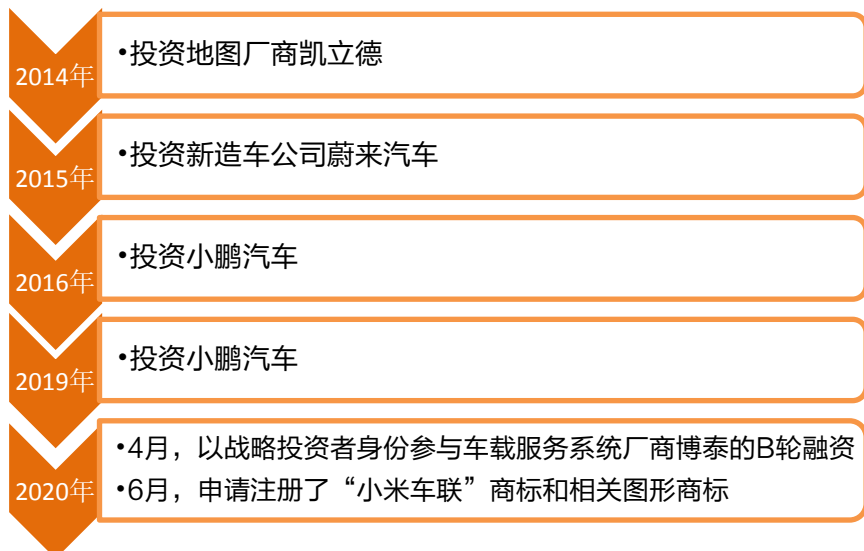 2014年
•投资地图厂商凯立德
2015年
•投资新造车公司蔚来汽车
2016年
•投资小鹏汽车
2019年
•投资小鹏汽车
2020年
•4月，以战略投资者身份参与车载服务系统厂商博泰的B轮融资
•6月，申请注册了“小米车联”商标和相关图形商标